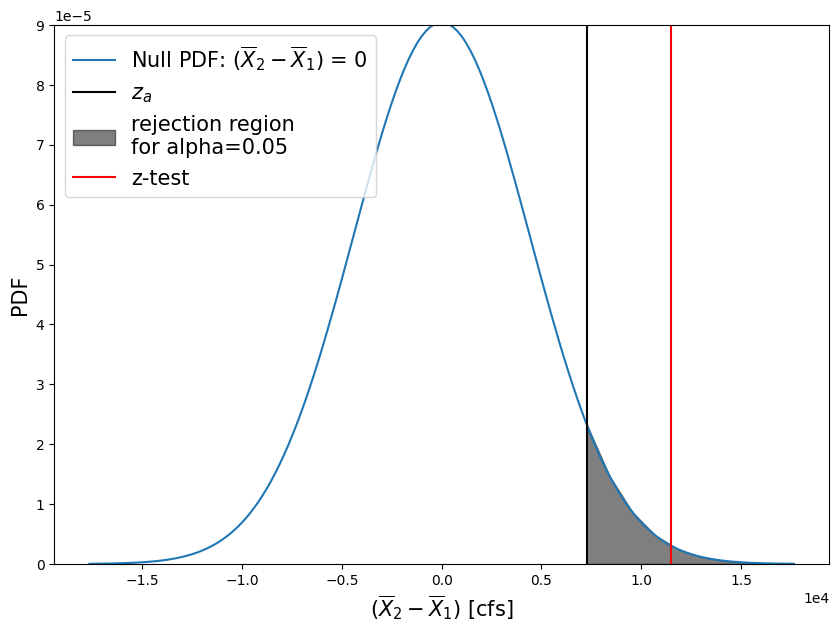 1e−5
9
8
7
6
5
4
3
2
1
0
PDF
Null PDF: (X̅₂ − X̅₁) = 0
zₐ
rejection region
for alpha=0.05
z-test
−1.5 −1.0 −0.5 0.0 0.5 1.0 1.5
1e4
(X̅₂ − X̅₁) [cfs]